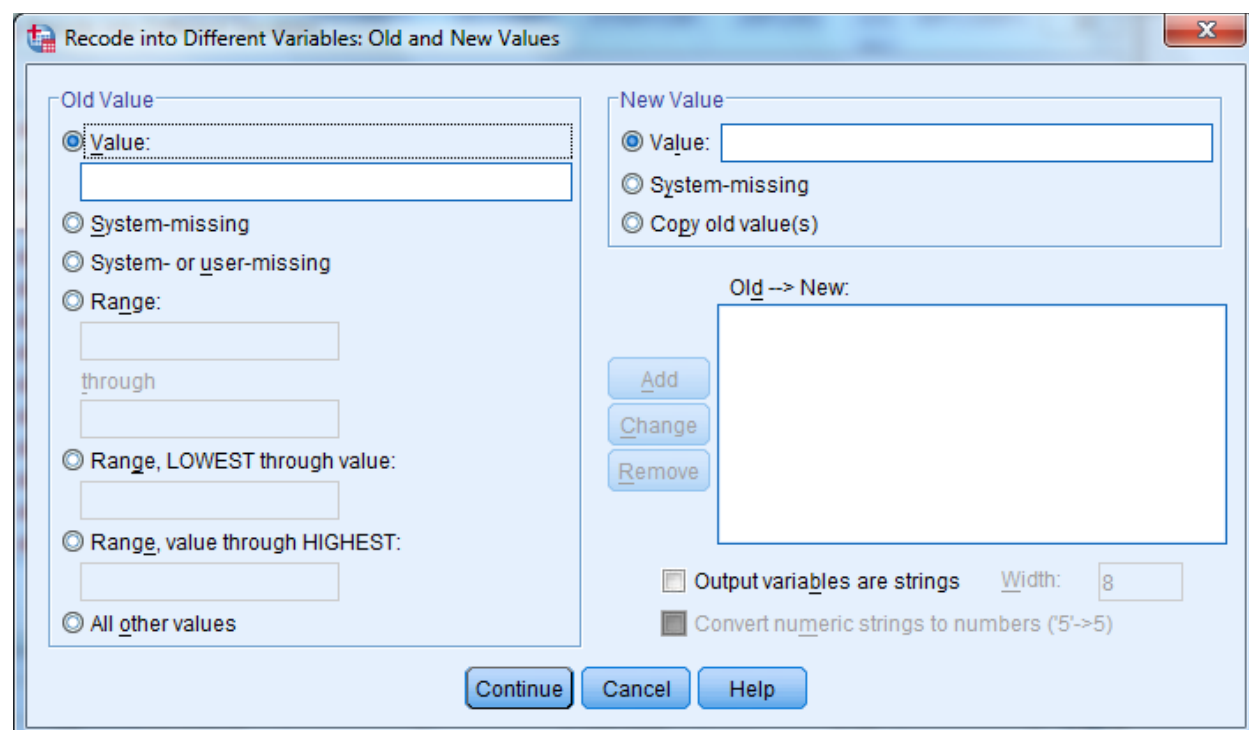 Recode into Different Variables: Old and New Values
Old Value
Value:
System-missing
System- or user-missing
Range:
through
Range, LOWEST through value:
Range, value through HIGHEST:
All other values
New Value
Value:
System-missing
Copy old value(s)
Old --> New:
Add
Change
Remove
Output variables are strings Width: 8
Convert numeric strings to numbers ('5'->5)
Continue Cancel Help